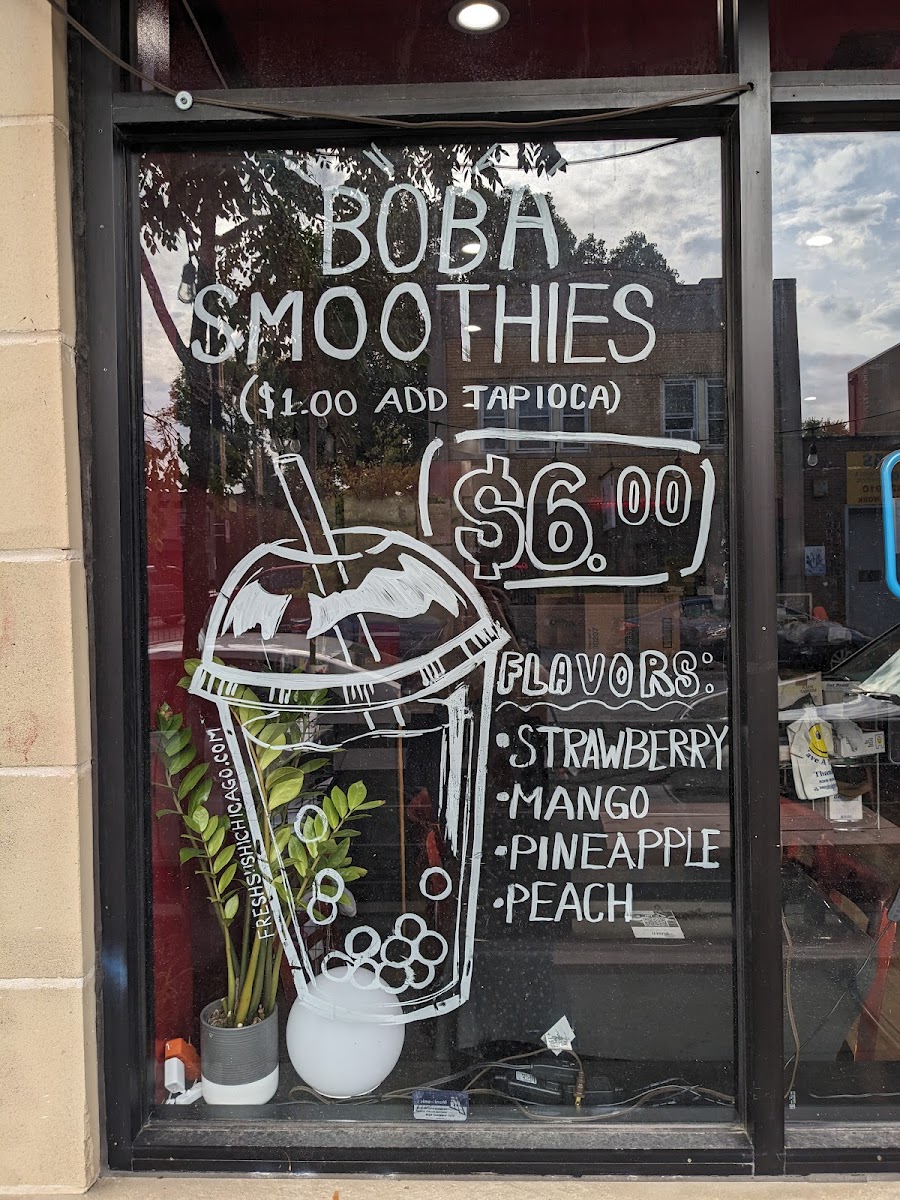 BOBA
SMOOTHIES
($1.00 ADD TAPIOCA)
$6.00
FLAVORS:
•STRAWBERRY
•MANGO
•PINEAPPLE
•PEACH
FRESHSUSHICHICAGO.COM